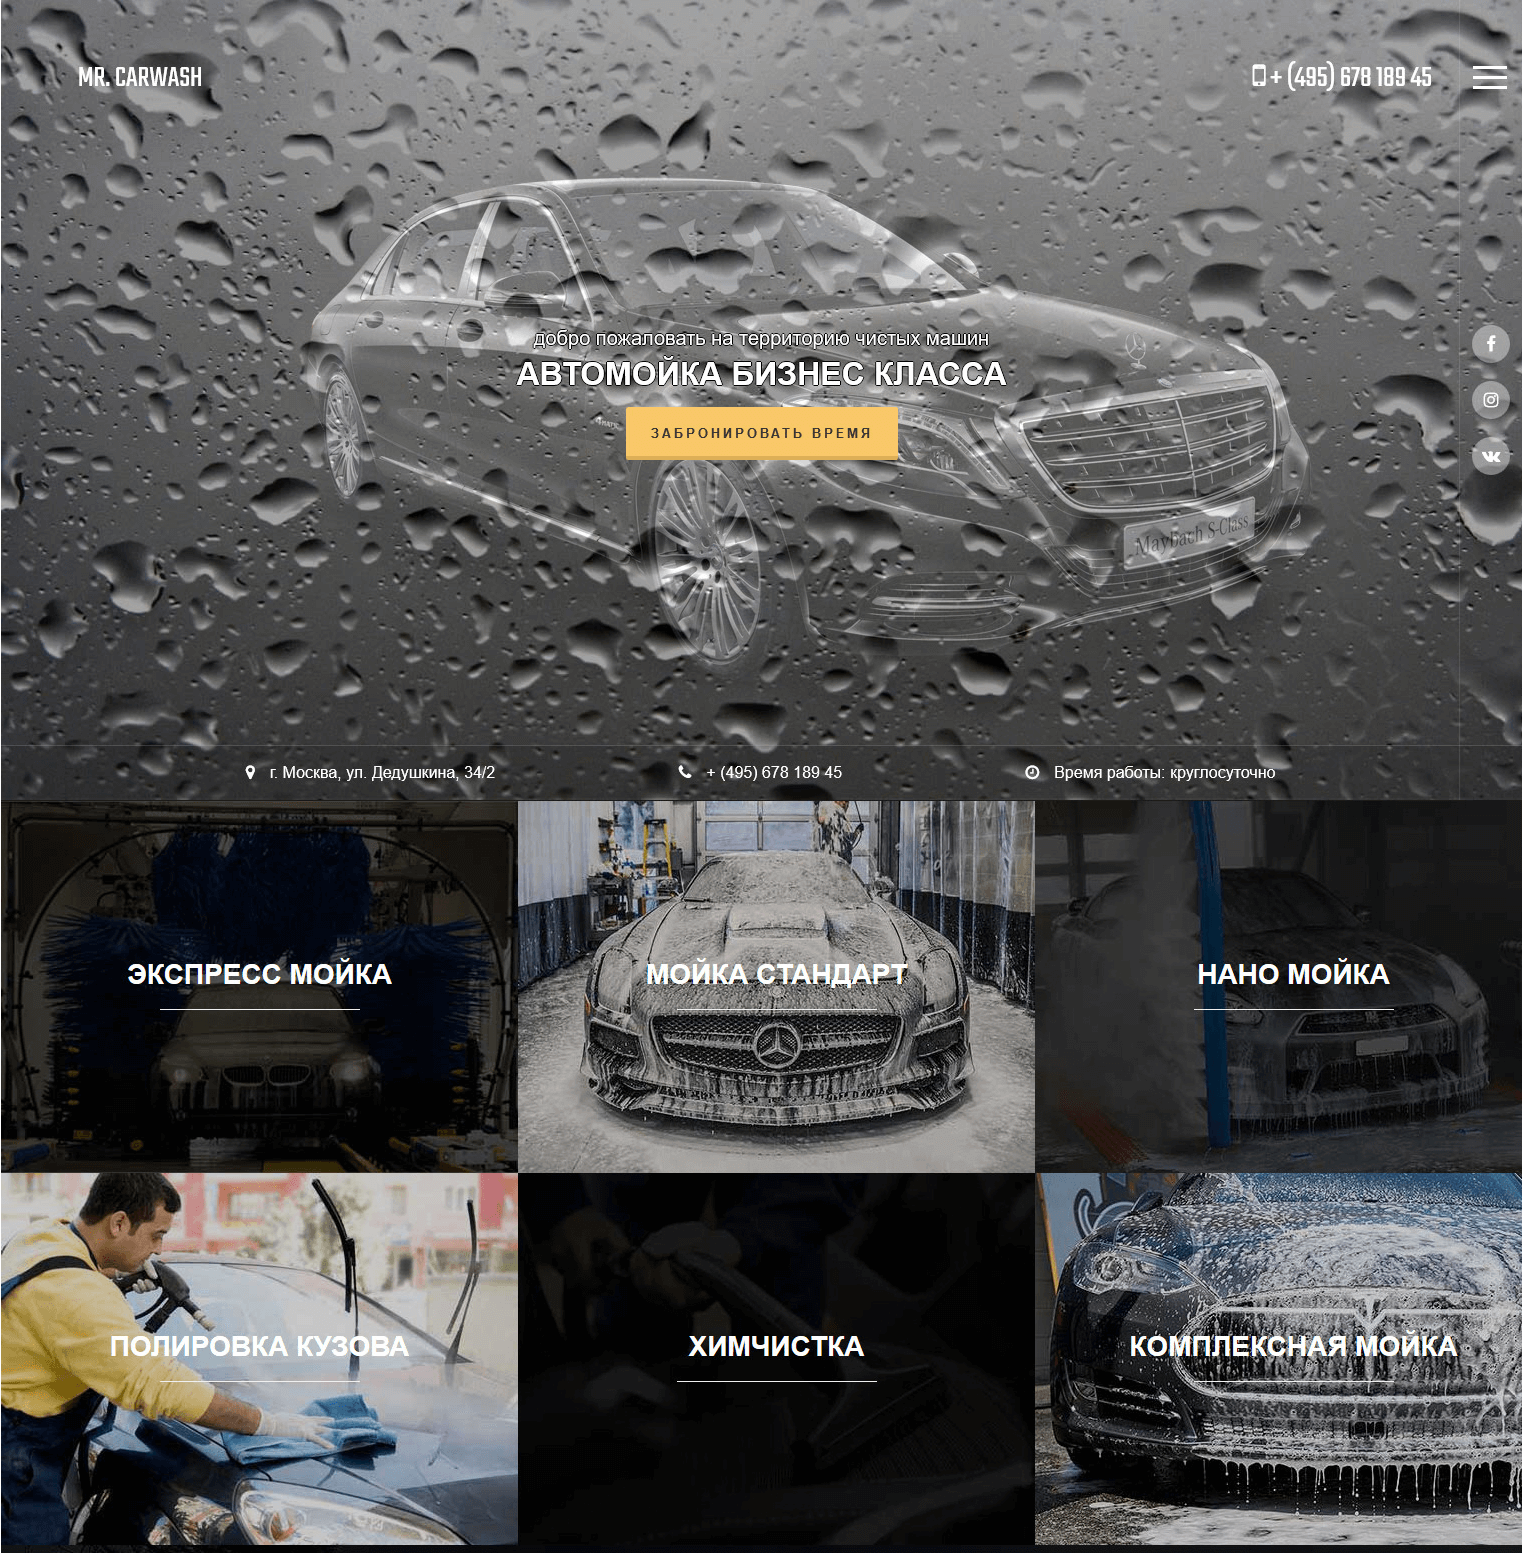 MR. CARWASH
+ (495) 678 189 45
добро пожаловать на территорию чистых машин
АВТОМОЙКА БИЗНЕС КЛАССА
ЗАБРОНИРОВАТЬ ВРЕМЯ
Maybach S-Class
г. Москва, ул. Дедушкина, 34/2
+ (495) 678 189 45
Время работы: круглосуточно
ЭКСПРЕСС МОЙКА
МОЙКА СТАНДАРТ
НАНО МОЙКА
ПОЛИРОВКА КУЗОВА
ХИМЧИСТКА
КОМПЛЕКСНАЯ МОЙКА